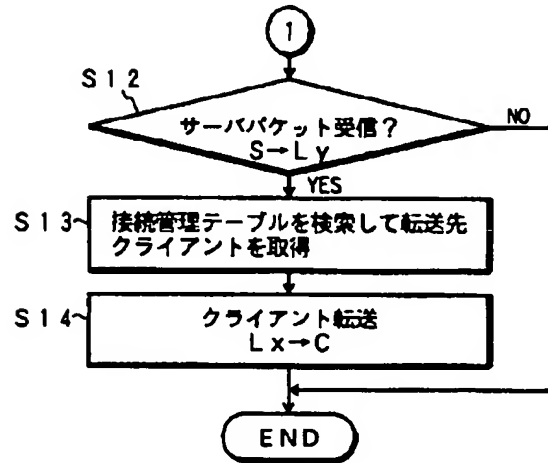 1
S12
サーバパケット受信?
S→Ly
NO
YES
S13
接続管理テーブルを検索して転送先
クライアントを取得
S14
クライアント転送
Lx→C
END